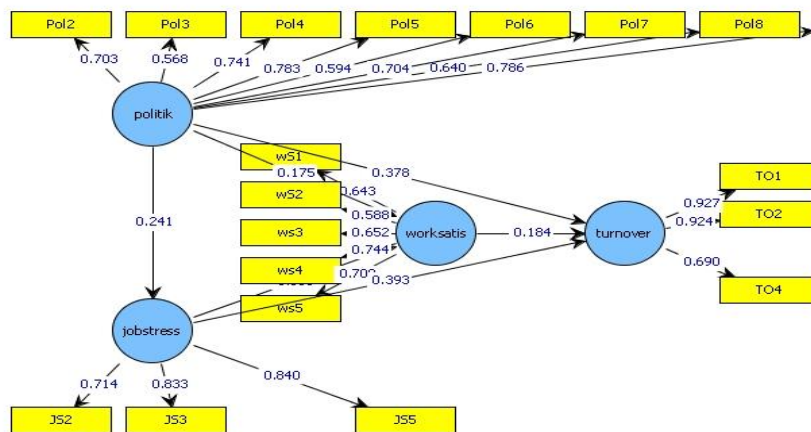 Pol2 Pol3 Pol4 Pol5 Pol6 Pol7 Pol8
0.703 0.568 0.741 0.783 0.594 0.704 0.640 0.786
politik
wS1
0.175 0.378
TO1
0.643
wS2
0.927
0.588
TO2
0.241 0.652 0.924
ws3 worksatis 0.184 turnover
0.744
ws4 0.690
0.393
TO4
ws5
jobstress
0.714 0.833 0.840
JS2 JS3 JS5